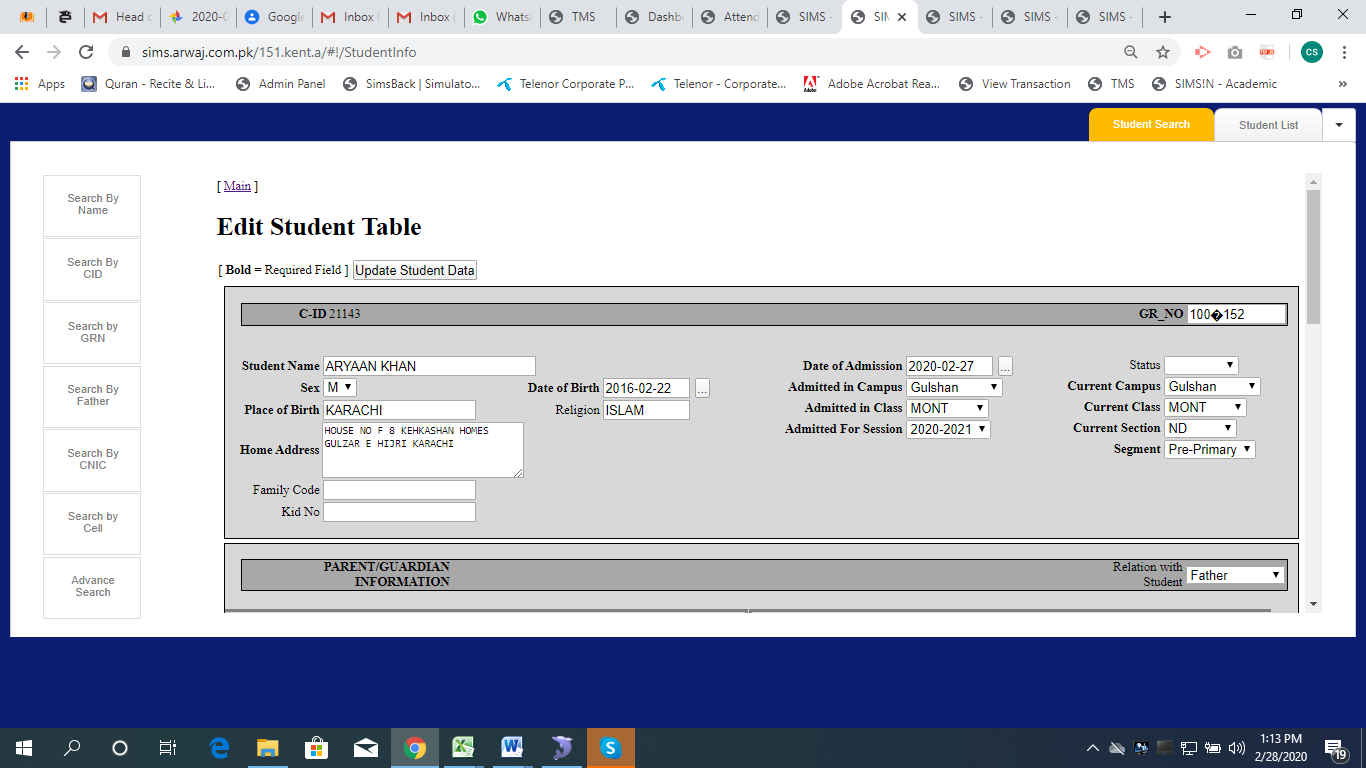 Head c
2020-0
Google
Inbox (
Inbox (
Whats
TMS
Dashb
Attend
SIMS -
SIN
SIMS -
SIMS -
SIMS -
sims.arwaj.com.pk/151.kent.a/#!/StudentInfo
CS
Apps
Quran - Recite & Li...
Admin Panel
SimsBack | Simulato...
Telenor Corporate P...
Telenor - Corporate...
Adobe Acrobat Rea...
View Transaction
TMS
SIMS!N - Academic
»
Student Search
Student List
Search By
Name
Search By
CID
Search by
GRN
Search By
Father
Search By
CNIC
Search by
Cell
Advance
Search
[ Main ]
Edit Student Table
[ Bold = Required Field ] Update Student Data
C-ID 21143
GR_NO 100�152
Student Name ARYAAN KHAN
Date of Admission 2020-02-27 ...
Status
Sex M
Date of Birth 2016-02-22 ...
Admitted in Campus Gulshan
Current Campus Gulshan
Place of Birth KARACHI
Religion ISLAM
Admitted in Class MONT
Current Class MONT
Admitted For Session 2020-2021
Current Section ND
Home Address HOUSE NO F 8 KEHKASHAN HOMES
GULZAR E HIJRI KARACHI
Segment Pre-Primary
Family Code
Kid No
PARENT/GUARDIAN
INFORMATION
Relation with
Student Father
1:13 PM
2/28/2020
19